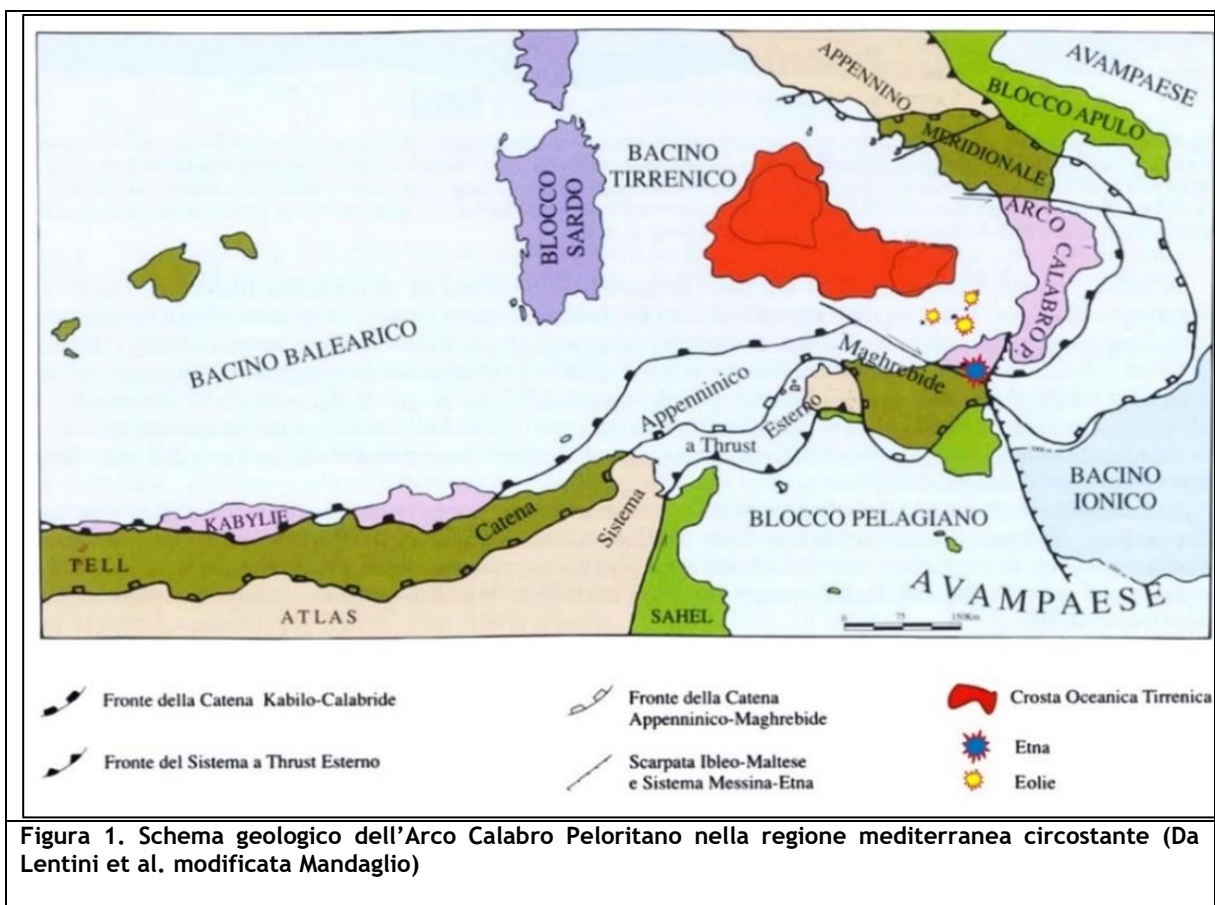 APPENNINO
MERIDIONALE
BLOCCO APULO
AVAMPAESE
BACINO
TIRRENICO
BLOCCO
SARDO
ARCO CALABRO P.
BACINO BALEARICO
Maghrebide
Appenninico
Esterno
a Thrust
BACINO
IONICO
BLOCCO PELAGIANO
KABYLIE
Catena
Sistema
TELL
AVAMPAESE
ATLAS
SAHEL
0 75 150Km
Fronte della Catena Kabilo-Calabride
Fronte del Sistema a Thrust Esterno
Fronte della Catena
Appenninico-Maghrebide
Scarpata Ibleo-Maltese
e Sistema Messina-Etna
Crosta Oceanica Tirrenica
Etna
Eolie
Figura 1. Schema geologico dell'Arco Calabro Peloritano nella regione mediterranea circostante (Da
Lentini et al. modificata Mandaglio)